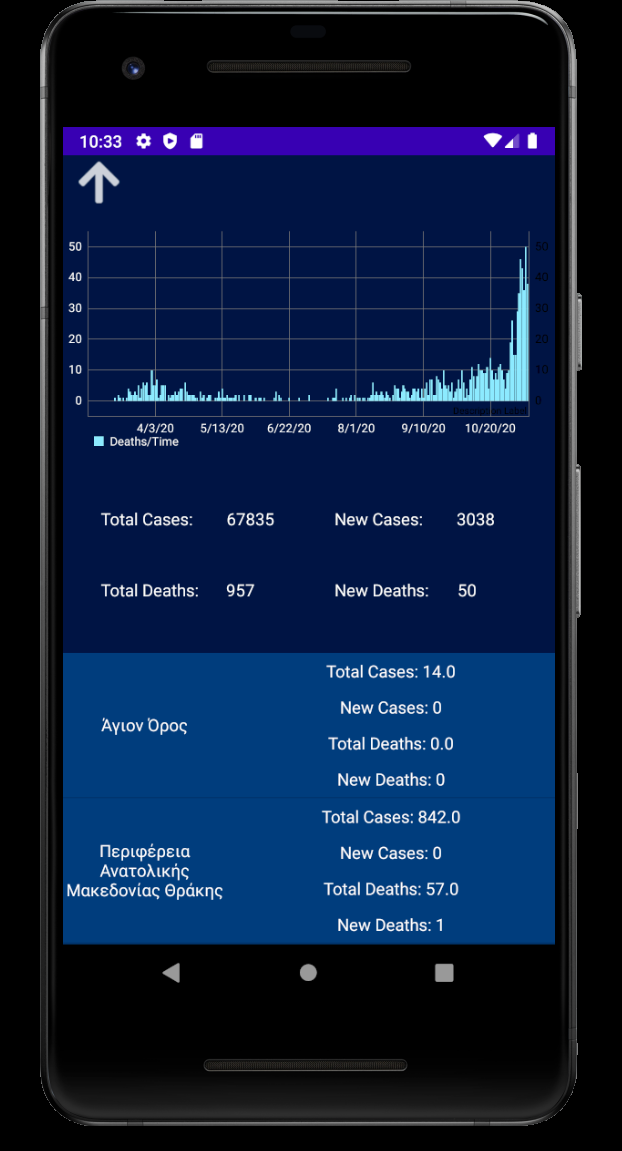 10:33
50 50
40 40
30 30
20 20
10 10
0 0
Description Label
4/3/20 5/13/20 6/22/20 8/1/20 9/10/20 10/20/20
Deaths/Time
Total Cases: 67835 New Cases: 3038
Total Deaths: 957 New Deaths: 50
Total Cases: 14.0
New Cases: 0
Άγιον Όρος
Total Deaths: 0.0
New Deaths: 0
Total Cases: 842.0
New Cases: 0
Περιφέρεια
Ανατολικής
Μακεδονίας Θράκης
Total Deaths: 57.0
New Deaths: 1